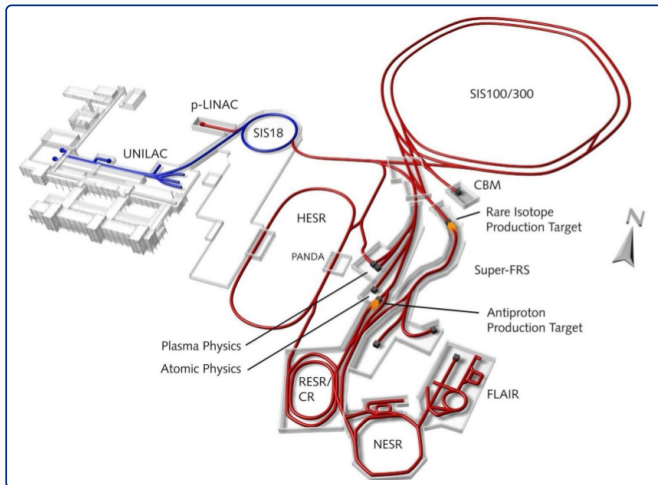 SIS100/300
p-LINAC
SIS18
UNILAC
CBM
HESR
Rare Isotope
Production Target
N
PANDA
Super-FRS
Antiproton
Production Target
Plasma Physics
Atomic Physics
RESR/
CR
FLAIR
NESR